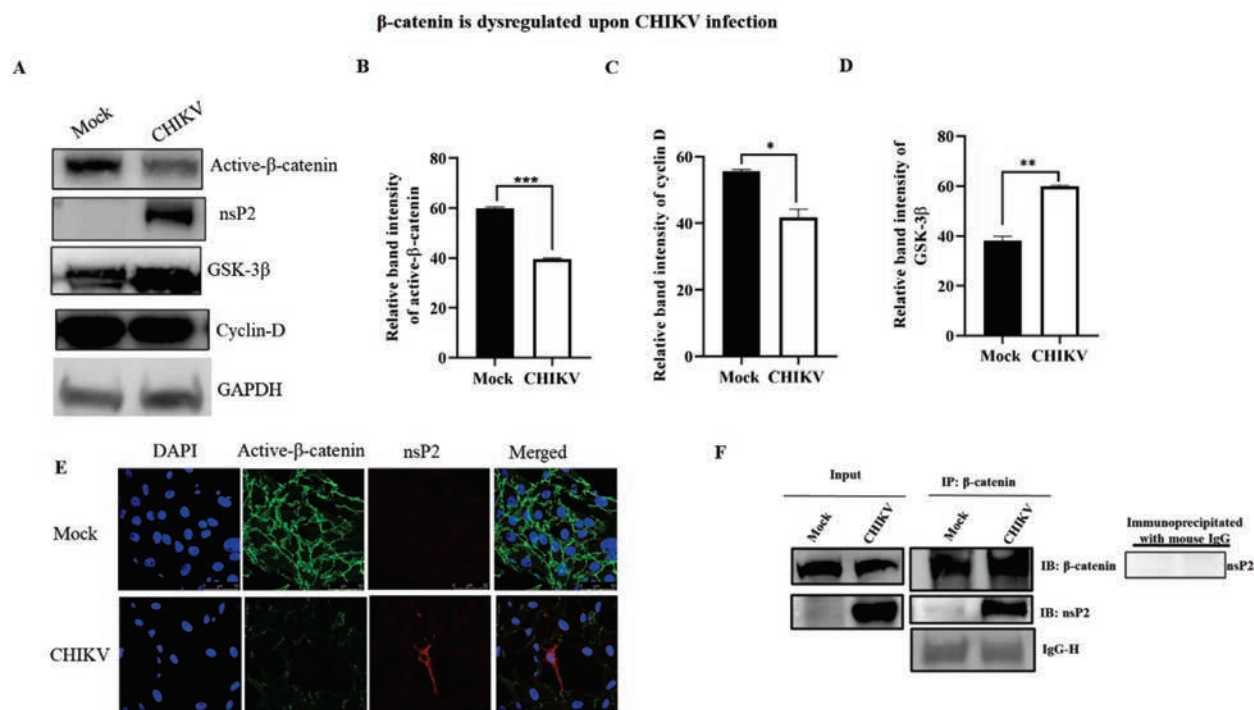 β-catenin is dysregulated upon CHIKV infection
A
Mock
CHIKV
Active-β-catenin
nsP2
GSK-3β
Cyclin-D
GAPDH
B
Relative band intensity
of active-β-catenin
80
60
40
20
0
***
Mock
CHIKV
C
Relative band intensity of cyclin D
60
40
20
0
*
Mock
CHIKV
D
Relative band intensity of
GSK-3β
80
60
40
20
0
**
Mock
CHIKV
E
DAPI
Active-β-catenin
nsP2
Merged
Mock
CHIKV
F
Input
IP: β-catenin
Mock
CHIKV
Mock
CHIKV
IB: β-catenin
IB: nsP2
IgG-H
Immunoprecipitated
with mouse IgG
nsP2